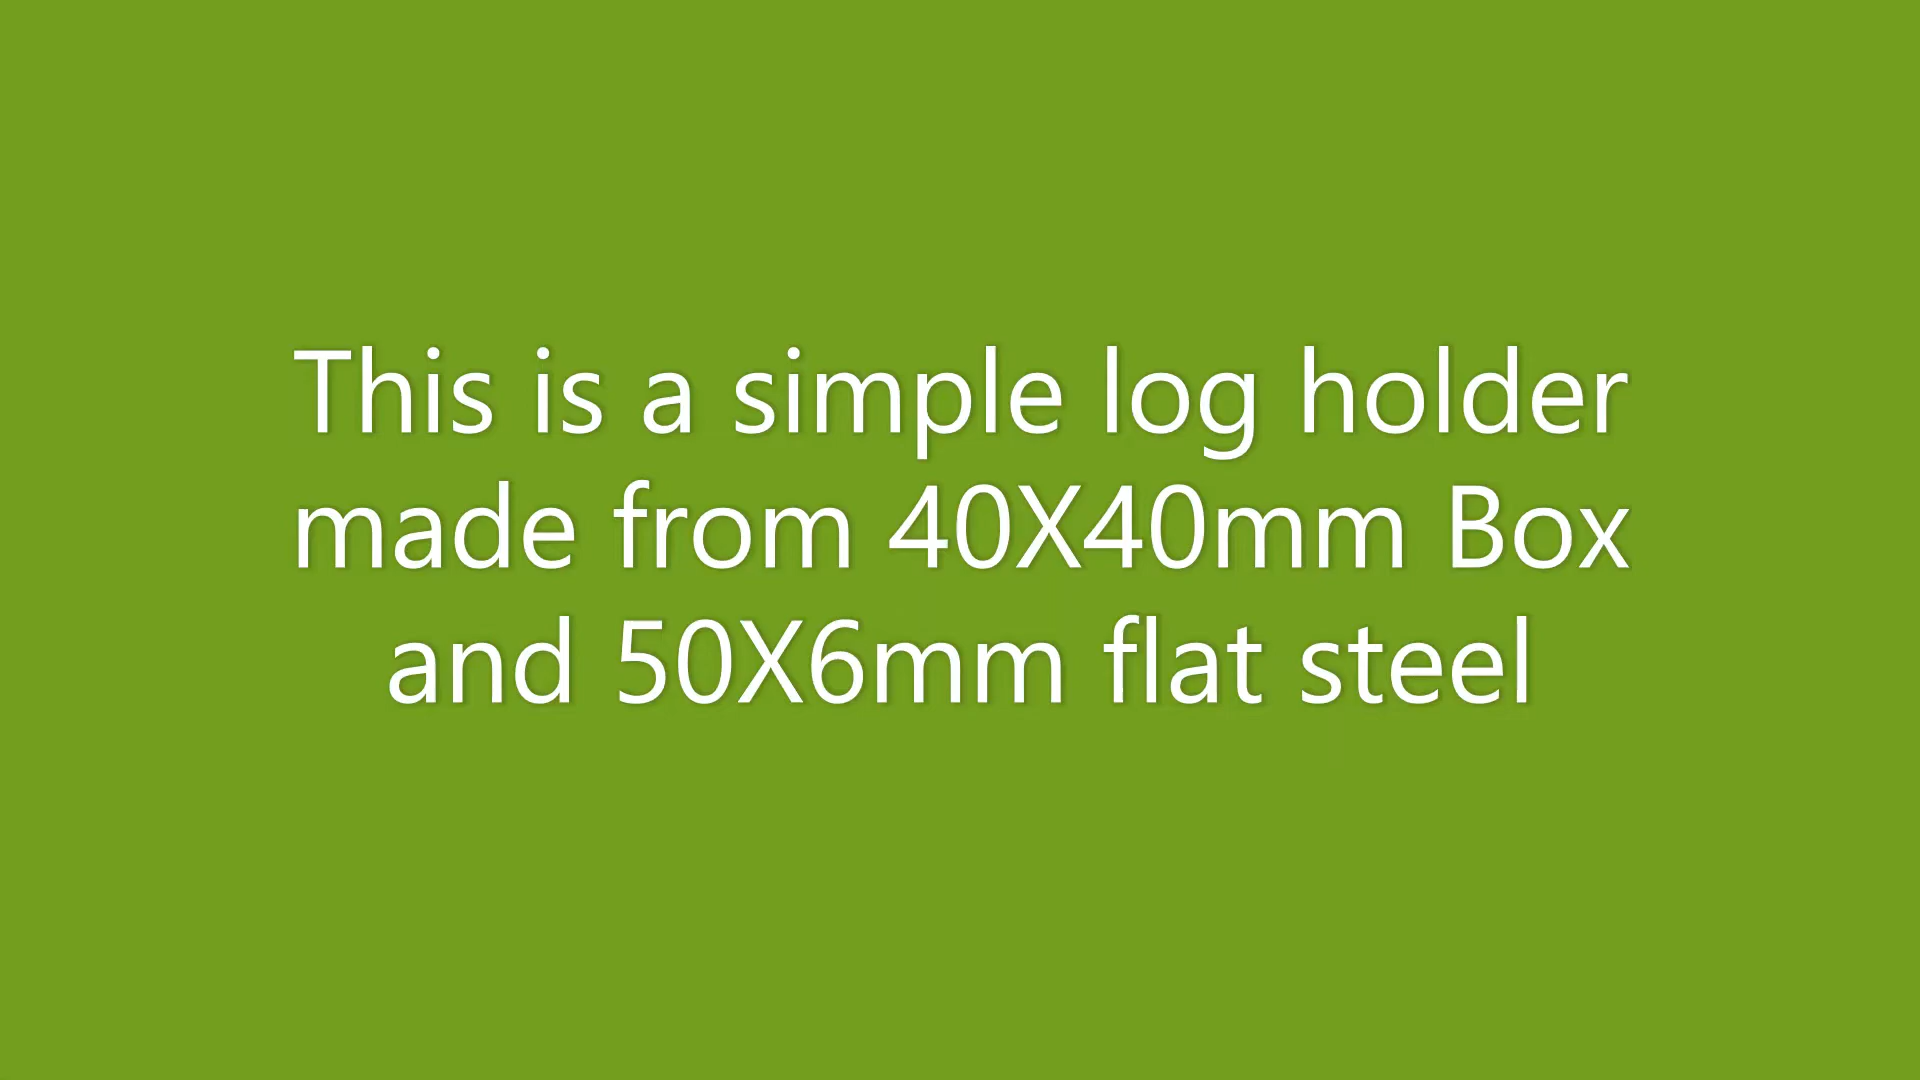 This is a simple log holder
made from 40X40mm Box
and 50X6mm flat steel